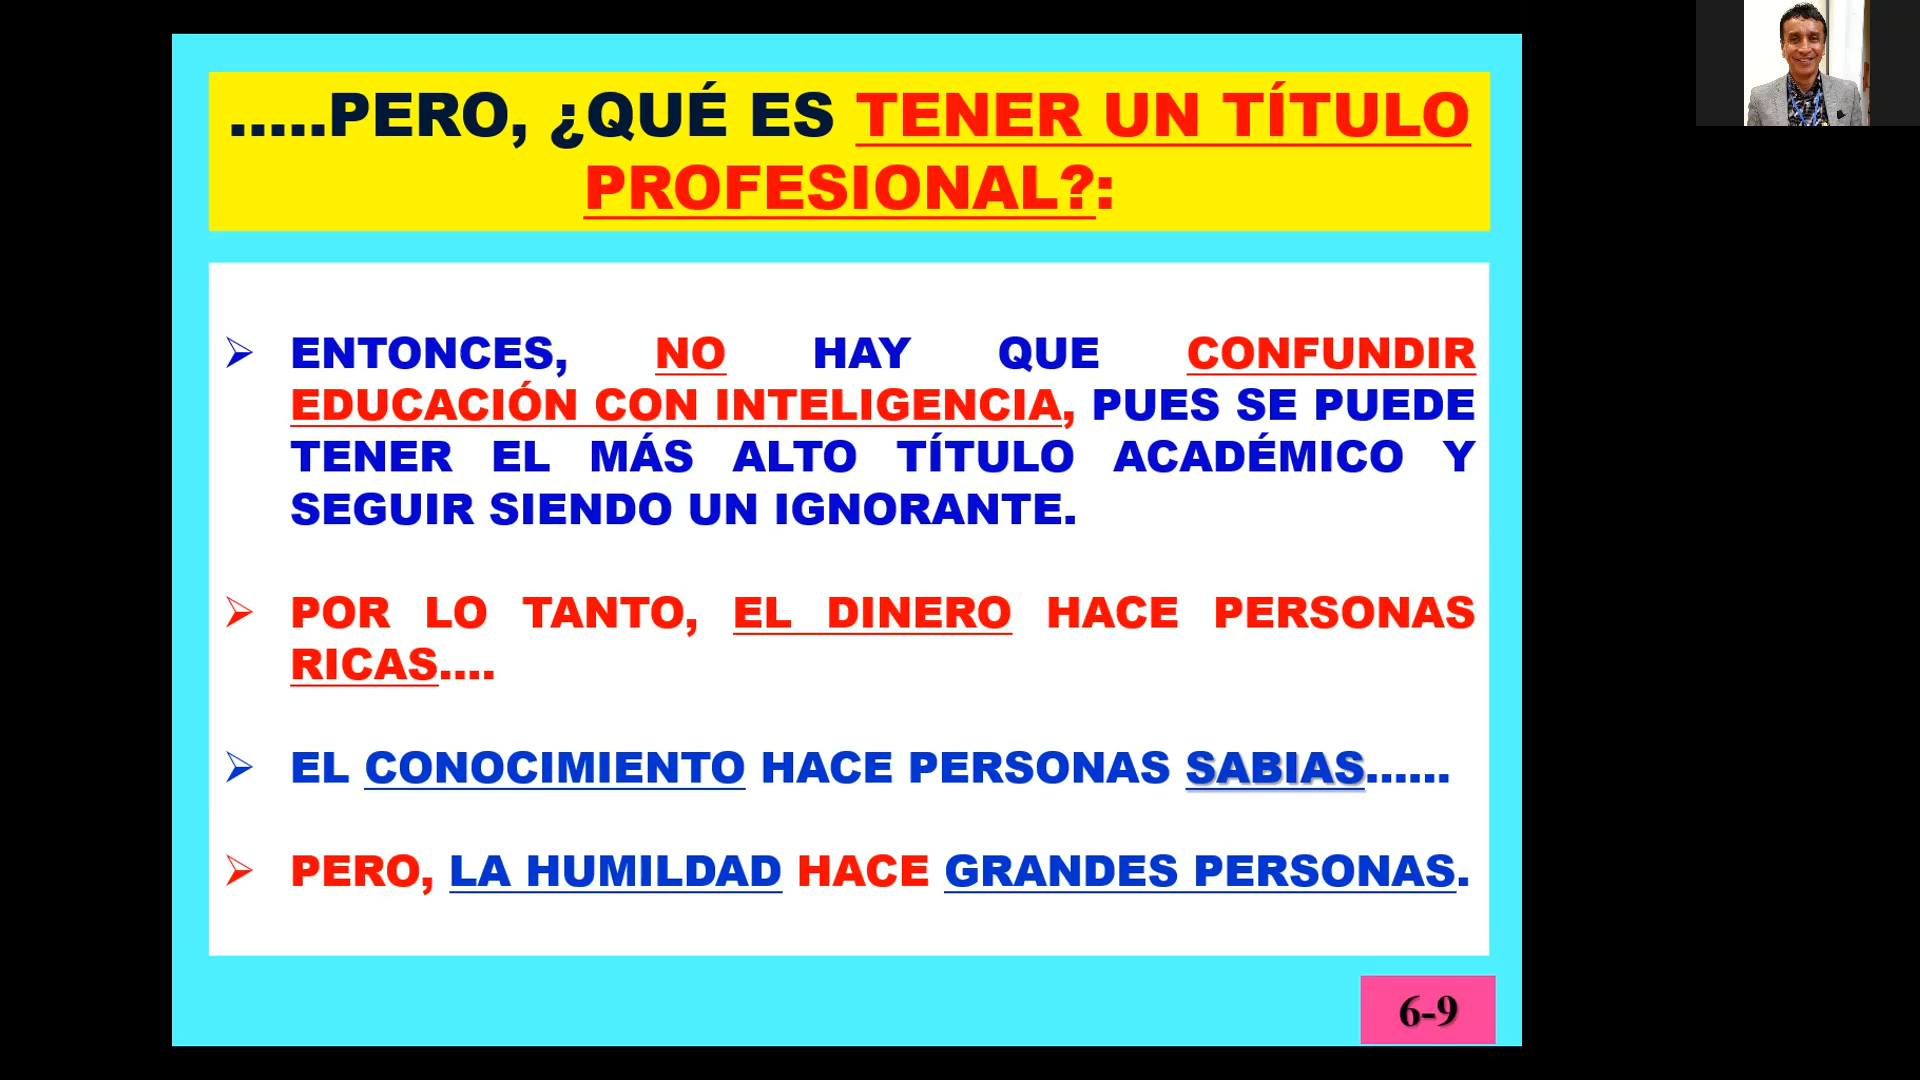 .....PERO, ¿QUÉ ES TENER UN TÍTULO
PROFESIONAL?:
ENTONCES, NO HAY QUE CONFUNDIR
EDUCACIÓN CON INTELIGENCIA, PUES SE PUEDE
TENER EL MÁS ALTO TÍTULO ACADÉMICO Y
SEGUIR SIENDO UN IGNORANTE.
POR LO TANTO, EL DINERO HACE PERSONAS
RICAS....
EL CONOCIMIENTO HACE PERSONAS SABIAS......
PERO, LA HUMILDAD HACE GRANDES PERSONAS.
6-9